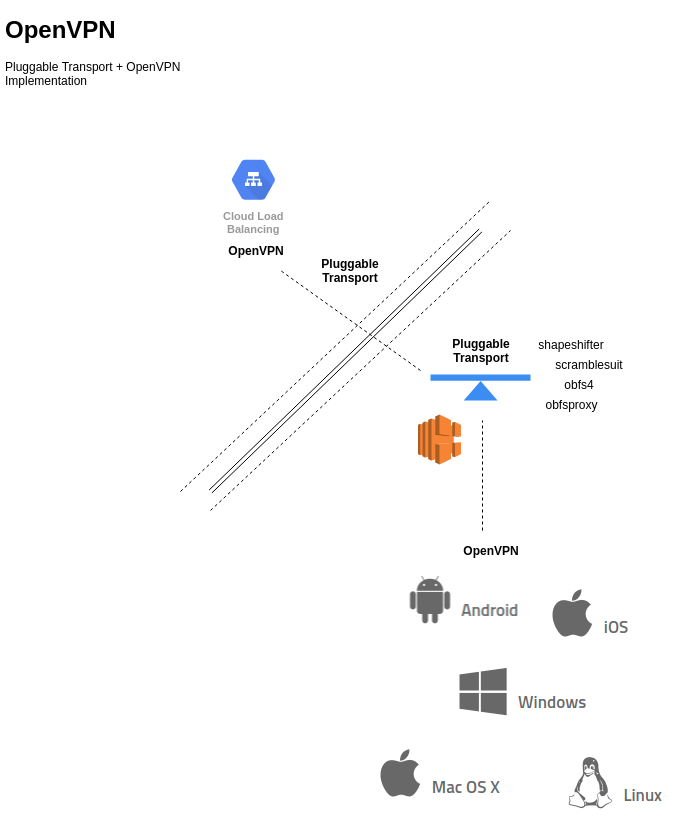 OpenVPN
Pluggable Transport + OpenVPN
Implementation
Cloud Load
Balancing
OpenVPN
Pluggable
Transport
Pluggable
Transport
shapeshifter
scramblesuit
obfs4
obfsproxy
OpenVPN
Android
iOS
Windows
Mac OS X
Linux